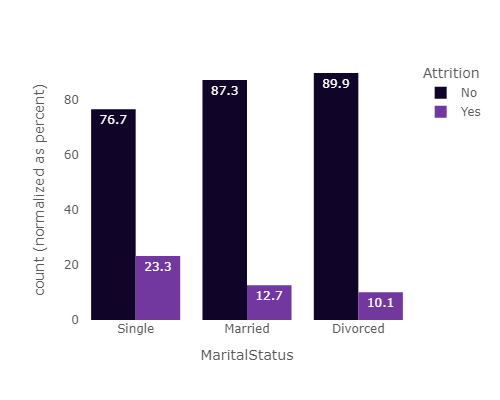 Attrition
No
Yes
count (normalized as percent)
80
60
40
20
0
76.7
23.3
87.3
12.7
89.9
10.1
Single
Married
Divorced
MaritalStatus